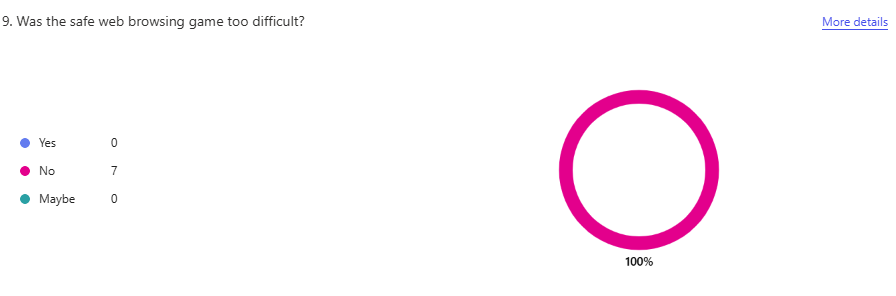 9. Was the safe web browsing game too difficult?
More details
Yes 0
No 7
Maybe 0
100%